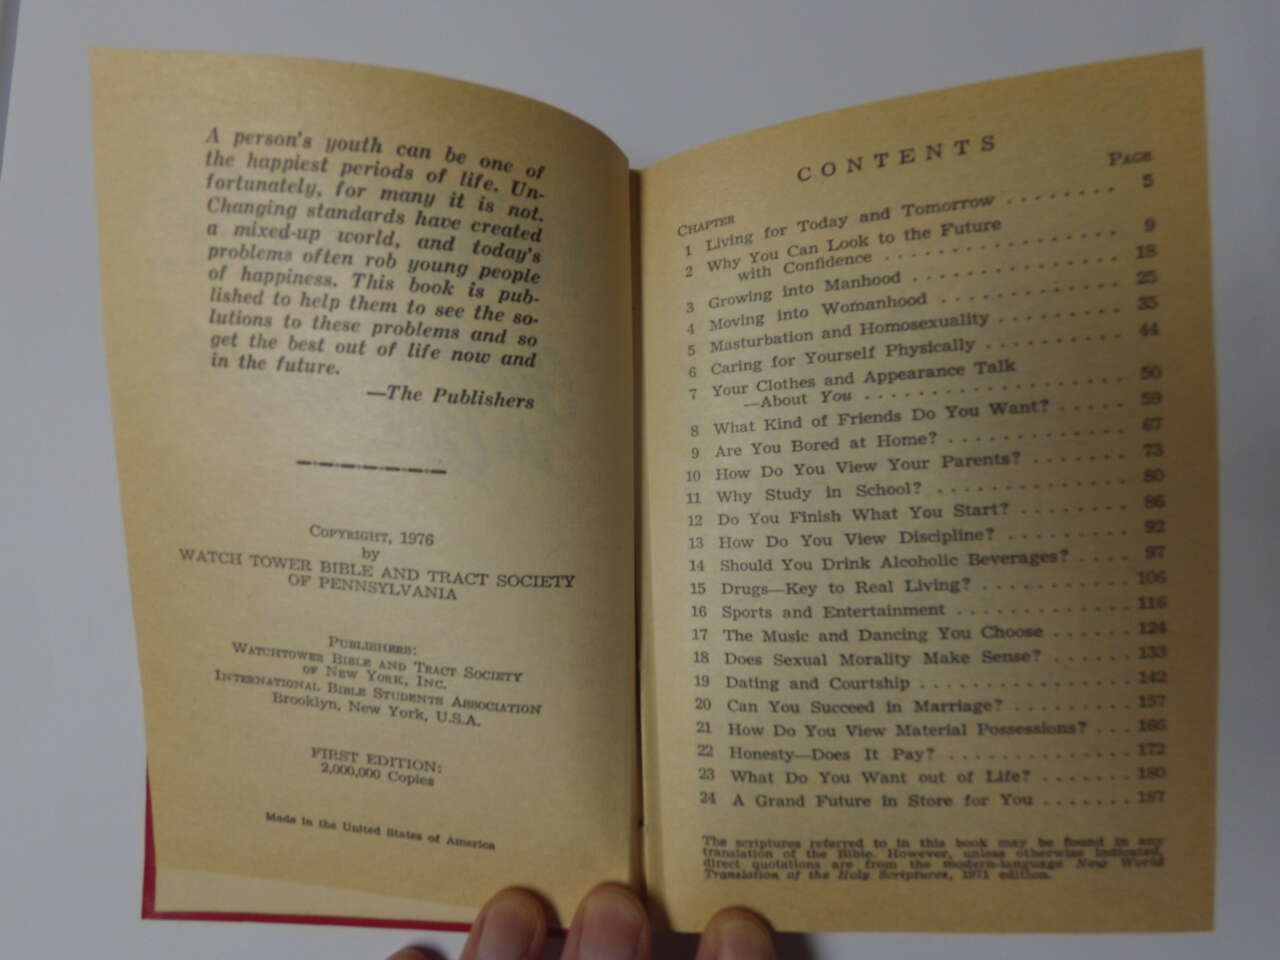 A person's youth can be one of
the happiest periods of life. Un-
fortunately, for many it is not.
Changing standards have created
a mixed-up world, and today's
problems often rob young people
of happiness. This book is pub-
lished to help them to see the so-
lutions to these problems and so
get the best out of life now and
in the future.
—The Publishers
COPYRIGHT, 1976
by
WATCH TOWER BIBLE AND TRACT SOCIETY
OF PENNSYLVANIA
PUBLISHERS:
WATCHTOWER BIBLE AND TRACT SOCIETY
OF NEW YORK, INC.
INTERNATIONAL BIBLE STUDENTS ASSOCIATION
Brooklyn, New York, U.S.A.
FIRST EDITION:
2,000,000 Copies
Made in the United States of America
CONTENTS
CHAPTER PAGE
1 Living for Today and Tomorrow . . . . . . . . 5
2 Why You Can Look to the Future
with Confidence . . . . . . . . . . . . . . 9
3 Growing into Manhood . . . . . . . . . . . . 18
4 Moving into Womanhood . . . . . . . . . . . 25
5 Masturbation and Homosexuality . . . . . . . 35
6 Caring for Yourself Physically . . . . . . . . 44
7 Your Clothes and Appearance Talk
—About You . . . . . . . . . . . . . . . . 50
8 What Kind of Friends Do You Want? . . . . . 59
9 Are You Bored at Home? . . . . . . . . . . . 67
10 How Do You View Your Parents? . . . . . . . 73
11 Why Study in School? . . . . . . . . . . . . 80
12 Do You Finish What You Start? . . . . . . . . 86
13 How Do You View Discipline? . . . . . . . . . 92
14 Should You Drink Alcoholic Beverages? . . . . 97
15 Drugs—Key to Real Living? . . . . . . . . . . 106
16 Sports and Entertainment . . . . . . . . . . . 116
17 The Music and Dancing You Choose . . . . . . 124
18 Does Sexual Morality Make Sense? . . . . . . 133
19 Dating and Courtship . . . . . . . . . . . . . 142
20 Can You Succeed in Marriage? . . . . . . . . 157
21 How Do You View Material Possessions? . . . 166
22 Honesty—Does It Pay? . . . . . . . . . . . . 172
23 What Do You Want out of Life? . . . . . . . 180
24 A Grand Future in Store for You . . . . . . . 187
The scriptures referred to in this book may be found in any
translation of the Bible. However, unless otherwise indicated,
direct quotations are from the modern-language New World
Translation of the Holy Scriptures, 1971 edition.